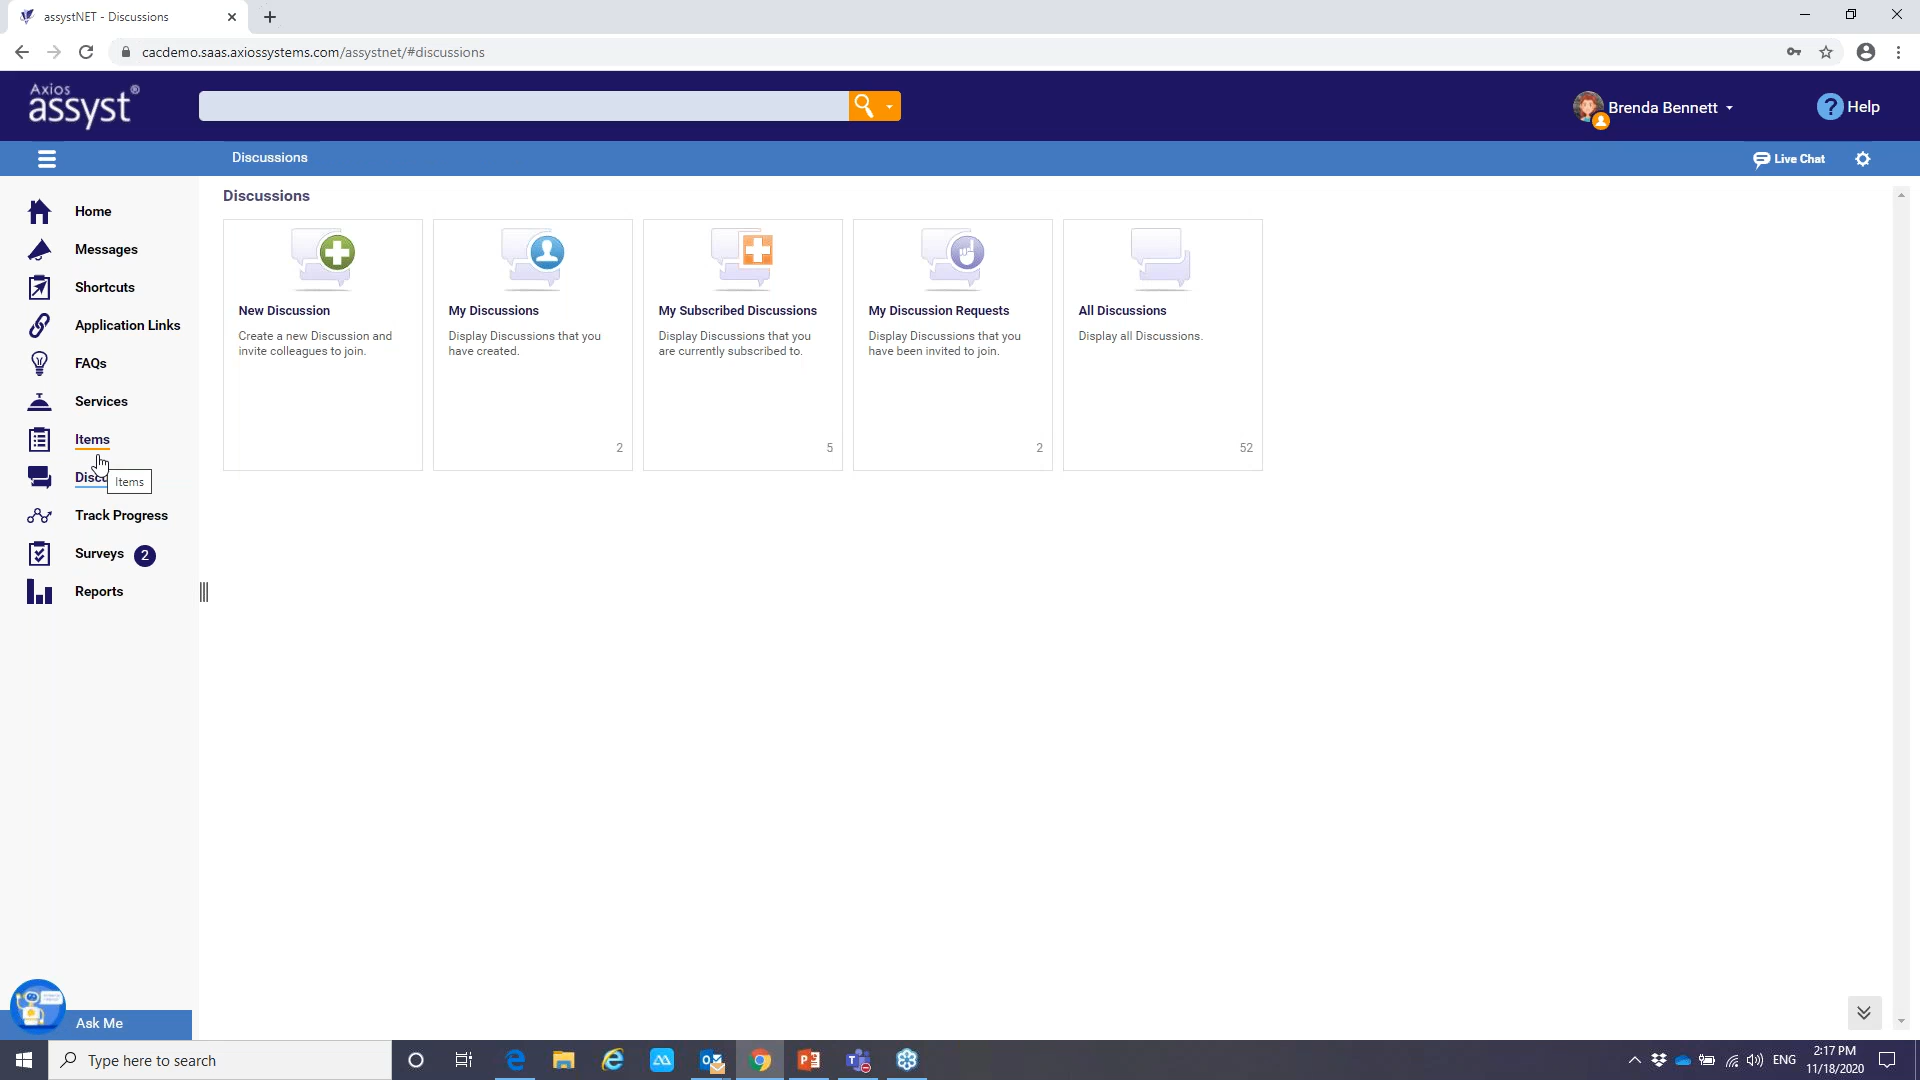 assystNET - Discussions
cacdemo.saas.axiossystems.com/assystnet/#discussions
Axios
assyst®
Brenda Bennett
? Help
Discussions
Live Chat
Home
Messages
Shortcuts
Application Links
FAQs
Services
Items
Disc
Items
Track Progress
Surveys 2
Reports
Discussions
New Discussion
Create a new Discussion and
invite colleagues to join.
My Discussions
Display Discussions that you
have created.
2
My Subscribed Discussions
Display Discussions that you
are currently subscribed to.
5
My Discussion Requests
Display Discussions that you
have been invited to join.
2
All Discussions
Display all Discussions.
52
Ask Me
Type here to search
ENG
2:17 PM
11/18/2020